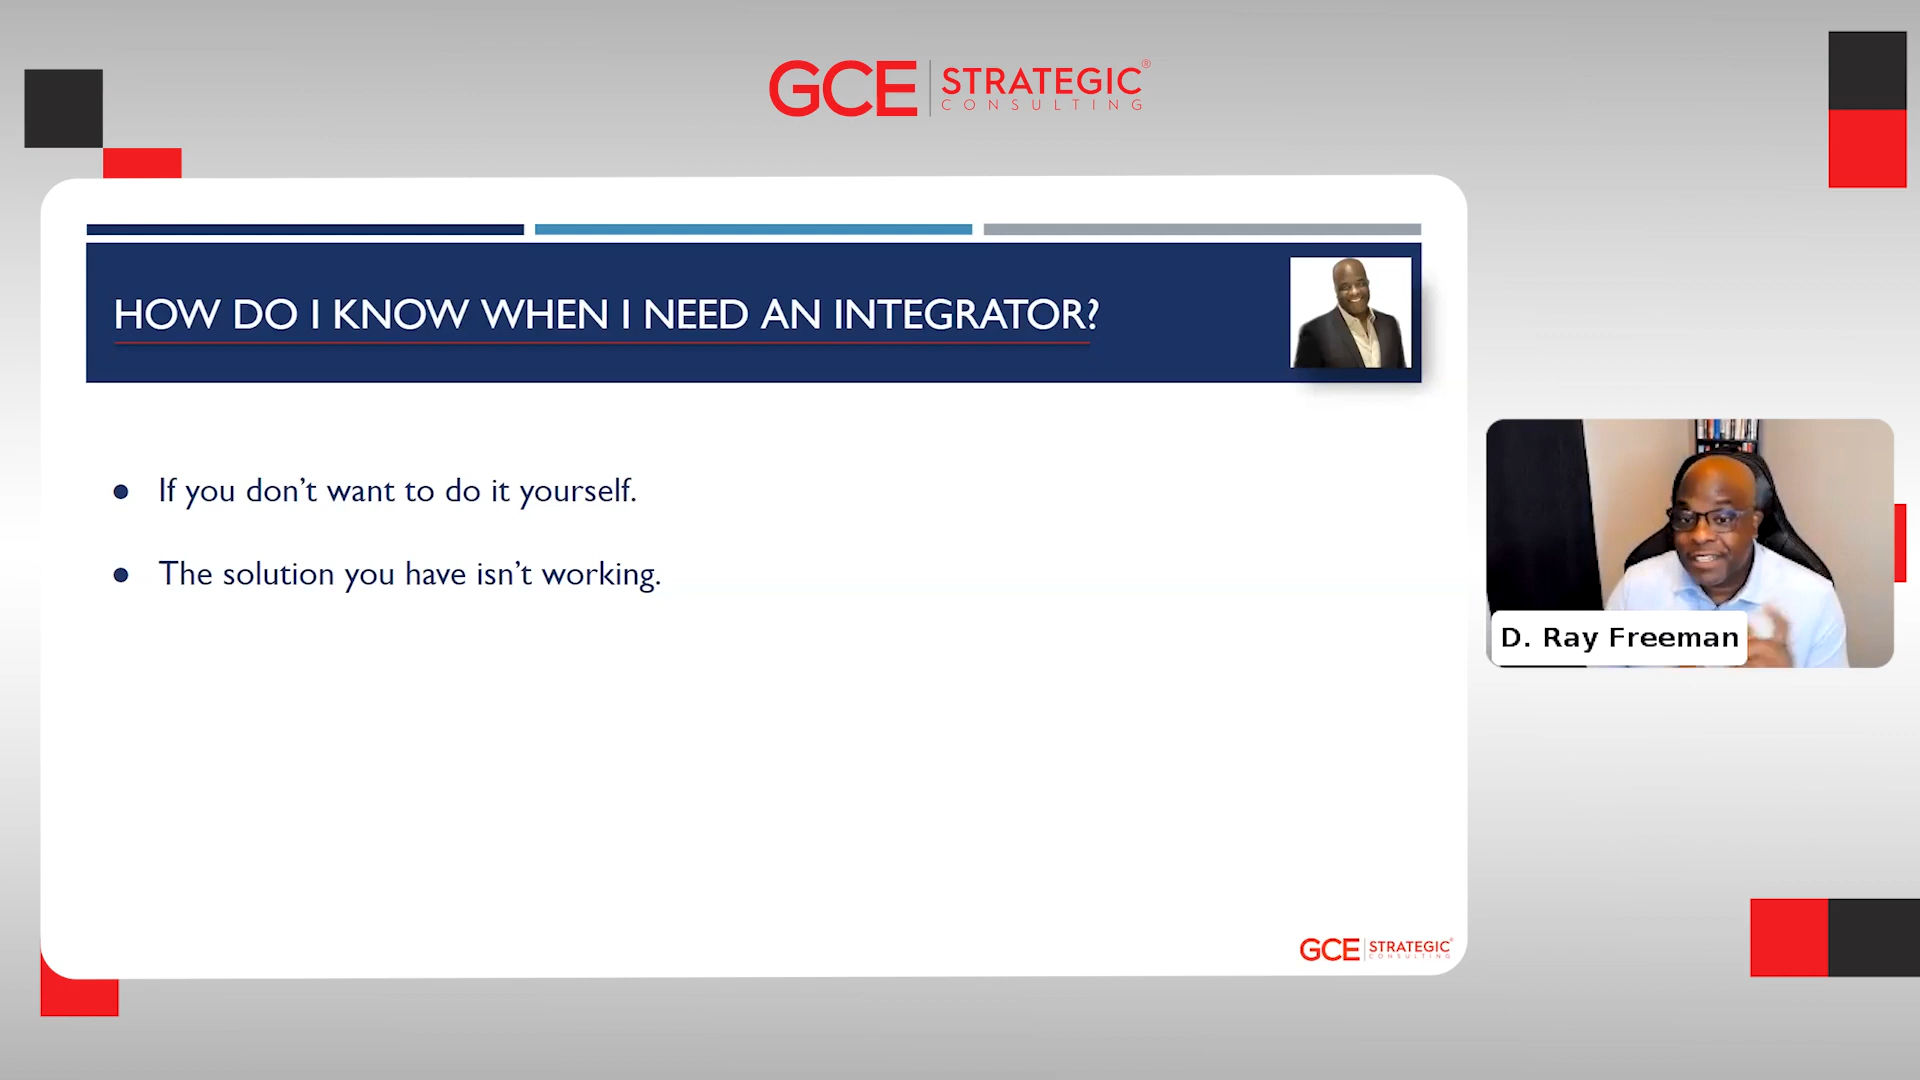 GCE STRATEGIC®
CONSULTING
HOW DO I KNOW WHEN I NEED AN INTEGRATOR?
● If you don’t want to do it yourself.
● The solution you have isn’t working.
D. Ray Freeman
GCE STRATEGIC®
CONSULTING